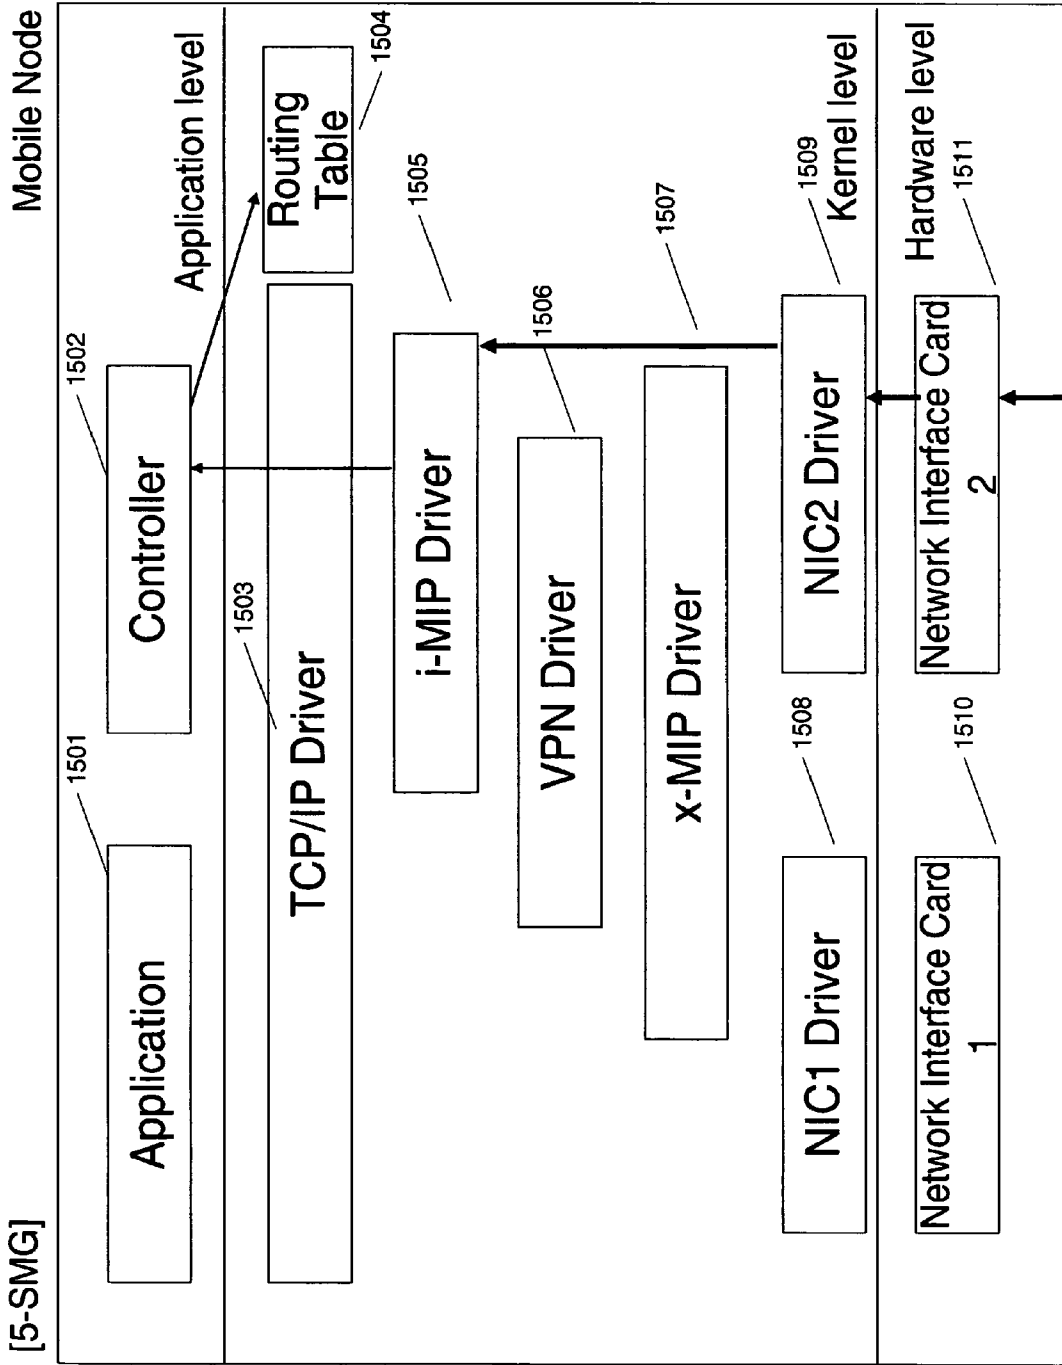 [5-SMG]
Mobile Node
Application level
1501
Application
1502
Controller
1503
TCP/IP Driver
1504
Routing
Table
1505
i-MIP Driver
1506
VPN Driver
1507
x-MIP Driver
1508
NIC1 Driver
1509
NIC2 Driver
Kernel level
Hardware level
1510
Network Interface Card
1
1511
Network Interface Card
2